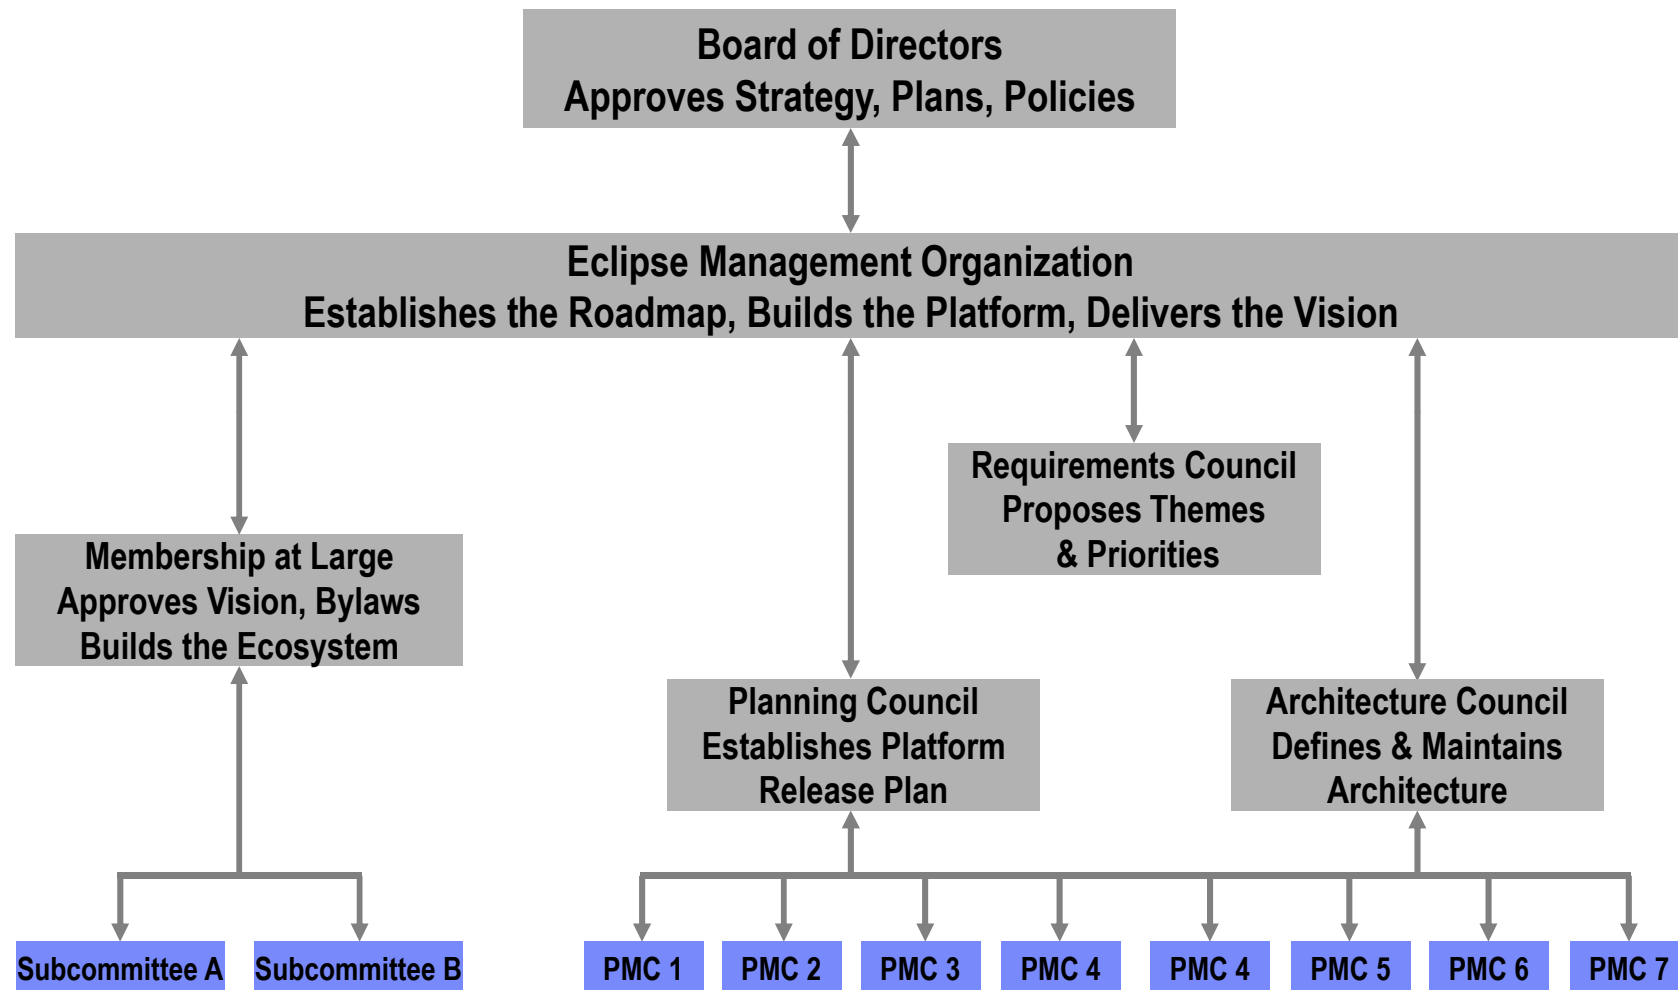 Board of Directors
Approves Strategy, Plans, Policies
Eclipse Management Organization
Establishes the Roadmap, Builds the Platform, Delivers the Vision
Requirements Council
Proposes Themes
& Priorities
Membership at Large
Approves Vision, Bylaws
Builds the Ecosystem
Planning Council
Establishes Platform
Release Plan
Architecture Council
Defines & Maintains
Architecture
Subcommittee A
Subcommittee B
PMC 1
PMC 2
PMC 3
PMC 4
PMC 4
PMC 5
PMC 6
PMC 7